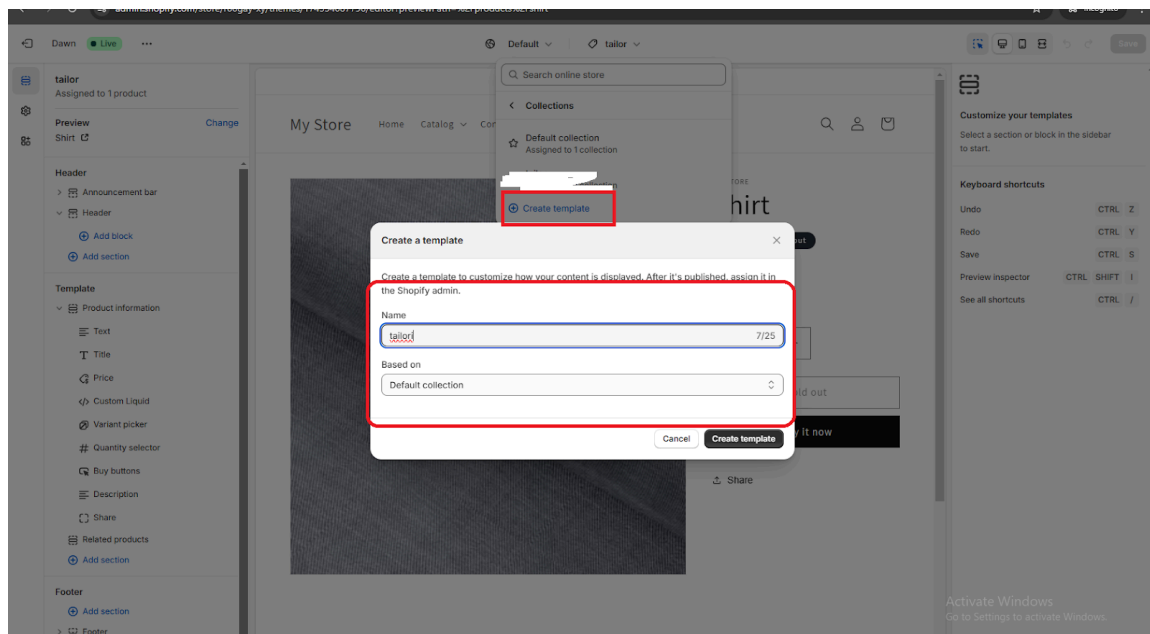 Dawn Live ··· Default tailor Save
tailor
Assigned to 1 product
Preview Change
Shirt
Header
Announcement bar
Header
Add block
Add section
Template
Product information
Text
Title
Price
Custom Liquid
Variant picker
Quantity selector
Buy buttons
Description
Share
Related products
Add section
Footer
Add section
Footer
My Store Home Catalog
Search online store
Collections
Default collection
Assigned to 1 collection
Create template
Create a template
Create a template to customize how your content is displayed. After it's published, assign it in
the Shopify admin.
Name
tailori 7/25
Based on
Default collection
Cancel Create template
it now
Share
Customize your templates
Select a section or block in the sidebar
to start.
Keyboard shortcuts
Undo CTRL Z
Redo CTRL Y
Save CTRL S
Preview inspector CTRL SHIFT I
See all shortcuts CTRL /
Activate Windows
Go to Settings to activate Windows.